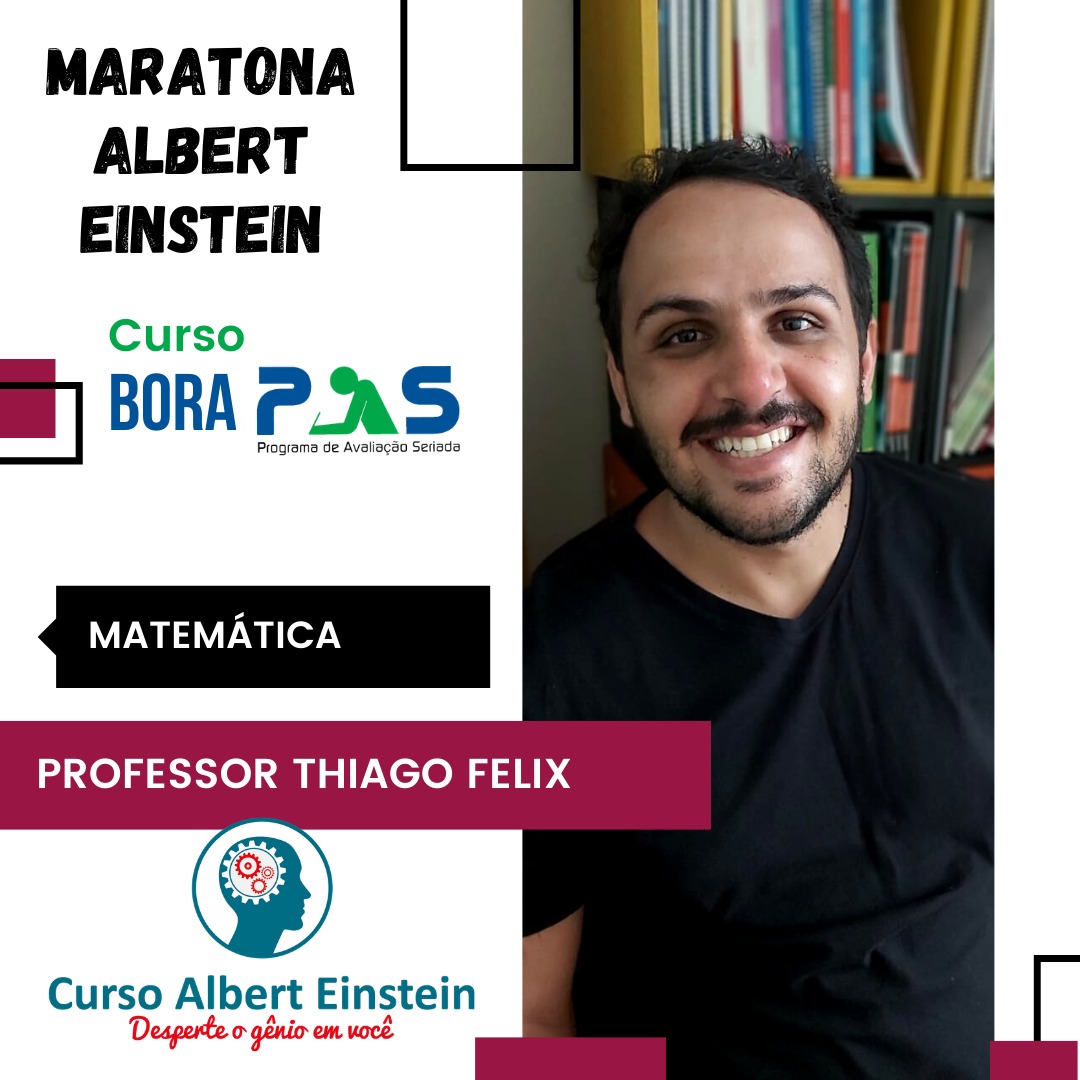 MARATONA
ALBERT
EINSTEIN
Curso
BORA PAS
Programa de Avaliação Seriada
MATEMÁTICA
PROFESSOR THIAGO FELIX
Curso Albert Einstein
Desperte o gênio em você